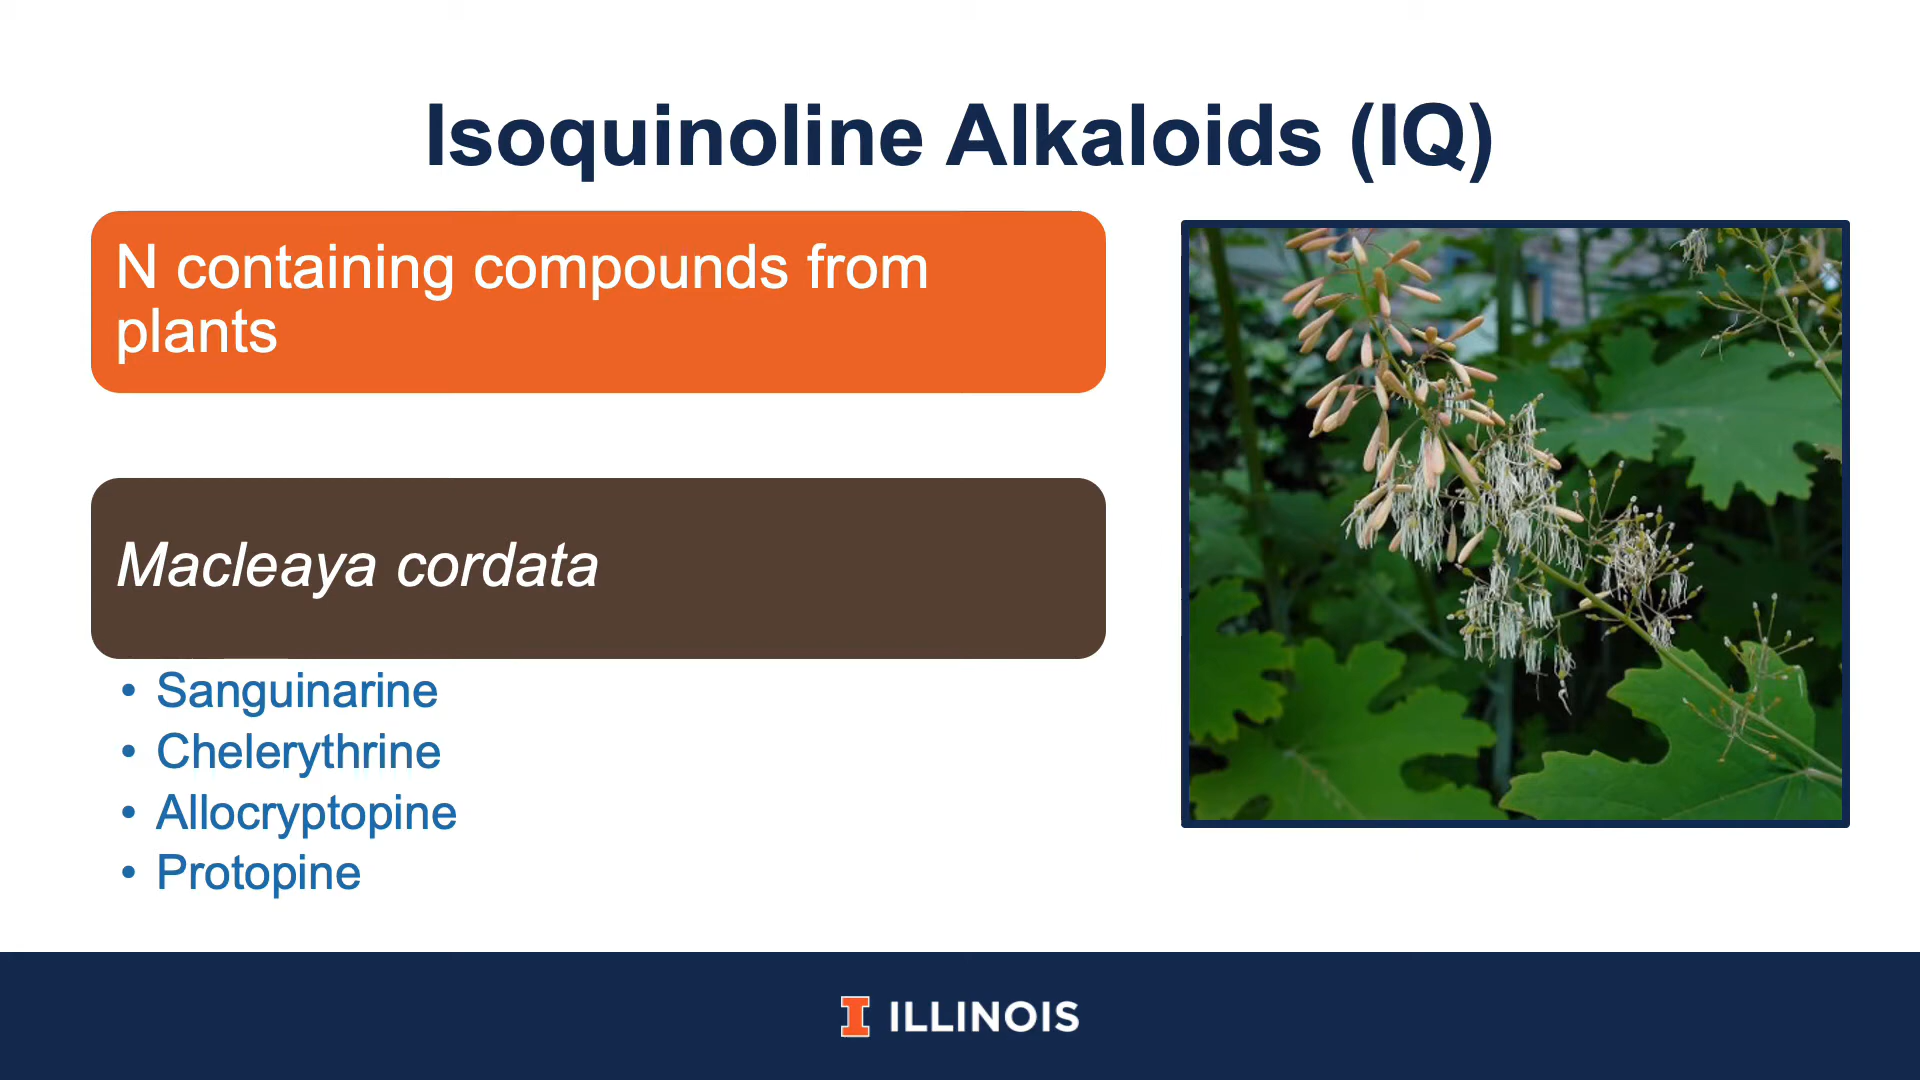 Isoquinoline Alkaloids (IQ)
N containing compounds from
plants
Macleaya cordata
• Sanguinarine
• Chelerythrine
• Allocryptopine
• Protopine
I ILLINOIS